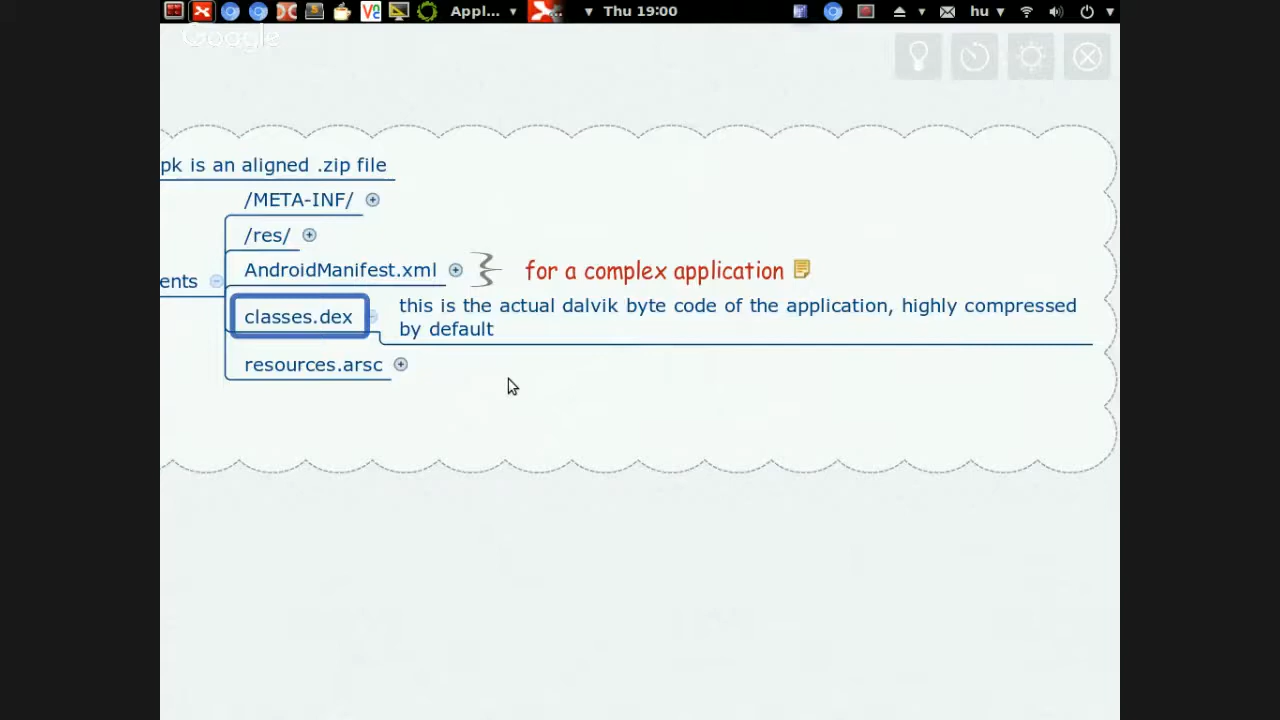 Appl... Thu 19:00 hu
Google
pk is an aligned .zip file
/META-INF/
/res/
AndroidManifest.xml for a complex application
ents
classes.dex this is the actual dalvik byte code of the application, highly compressed
by default
resources.arsc